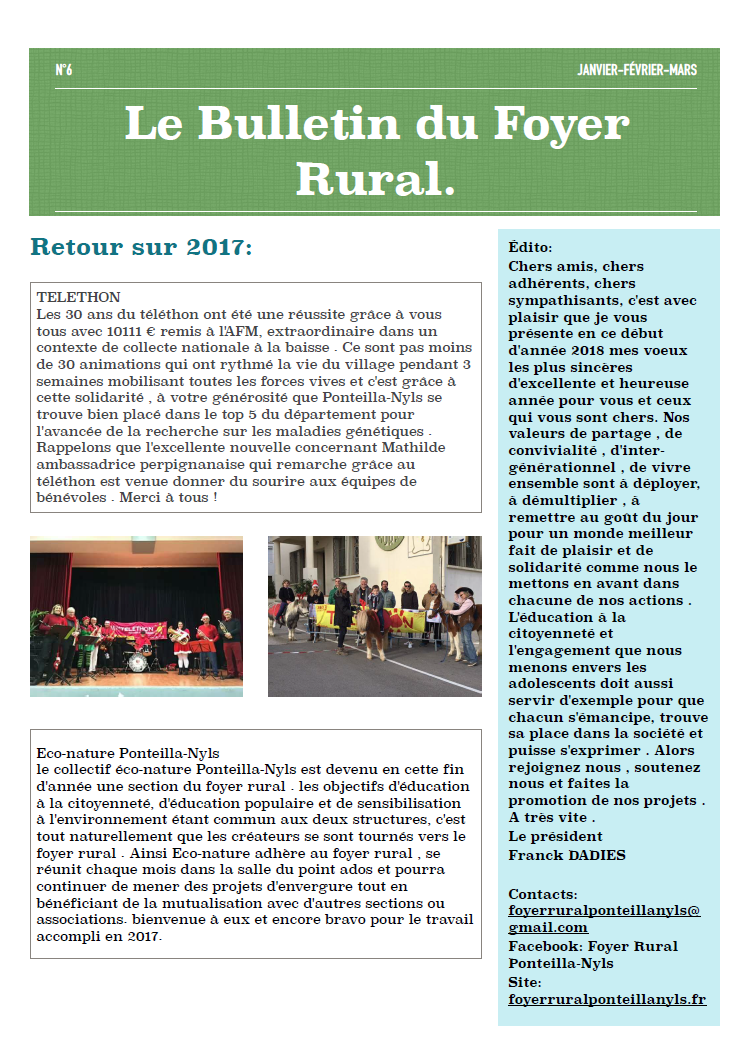 N°6
JANVIER-FÉVRIER-MARS
Le Bulletin du Foyer
Rural.
Retour sur 2017:
TELETHON
Les 30 ans du téléthon ont été une réussite grâce à vous
tous avec 10111 € remis à l'AFM, extraordinaire dans un
contexte de collecte nationale à la baisse . Ce sont pas moins
de 30 animations qui ont rythmé la vie du village pendant 3
semaines mobilisant toutes les forces vives et c'est grâce à
cette solidarité , à votre générosité que Ponteilla-Nyls se
trouve bien placé dans le top 5 du département pour
l'avancée de la recherche sur les maladies génétiques .
Rappelons que l'excellente nouvelle concernant Mathilde
ambassadrice perpignanaise qui remarche grâce au
téléthon est venue donner du sourire aux équipes de
bénévoles . Merci à tous !
TELETHON
Eco-nature Ponteilla-Nyls
le collectif éco-nature Ponteilla-Nyls est devenu en cette fin
d'année une section du foyer rural . les objectifs d'éducation
à la citoyenneté, d'éducation populaire et de sensibilisation
à l'environnement étant commun aux deux structures, c'est
tout naturellement que les créateurs se sont tournés vers le
foyer rural . Ainsi Eco-nature adhère au foyer rural , se
réunit chaque mois dans la salle du point ados et pourra
continuer de mener des projets d'envergure tout en
bénéficiant de la mutualisation avec d'autres sections ou
associations. bienvenue à eux et encore bravo pour le travail
accompli en 2017.
Édito:
Chers amis, chers
adhérents, chers
sympathisants, c'est avec
plaisir que je vous
présente en ce début
d'année 2018 mes voeux
les plus sincères
d'excellente et heureuse
année pour vous et ceux
qui vous sont chers. Nos
valeurs de partage , de
convivialité , d'inter-
générationnel , de vivre
ensemble sont à déployer,
à démultiplier , à
remettre au goût du jour
pour un monde meilleur
fait de plaisir et de
solidarité comme nous le
mettons en avant dans
chacune de nos actions .
L'éducation à la
citoyenneté et
l'engagement que nous
menons envers les
adolescents doit aussi
servir d'exemple pour que
chacun s'émancipe, trouve
sa place dans la société et
puisse s'exprimer . Alors
rejoignez nous , soutenez
nous et faites la
promotion de nos projets .
A très vite .
Le président
Franck DADIES
Contacts:
foyerruralponteillanyls@
gmail.com
Facebook: Foyer Rural
Ponteilla-Nyls
Site:
foyerruralponteillanyls.fr